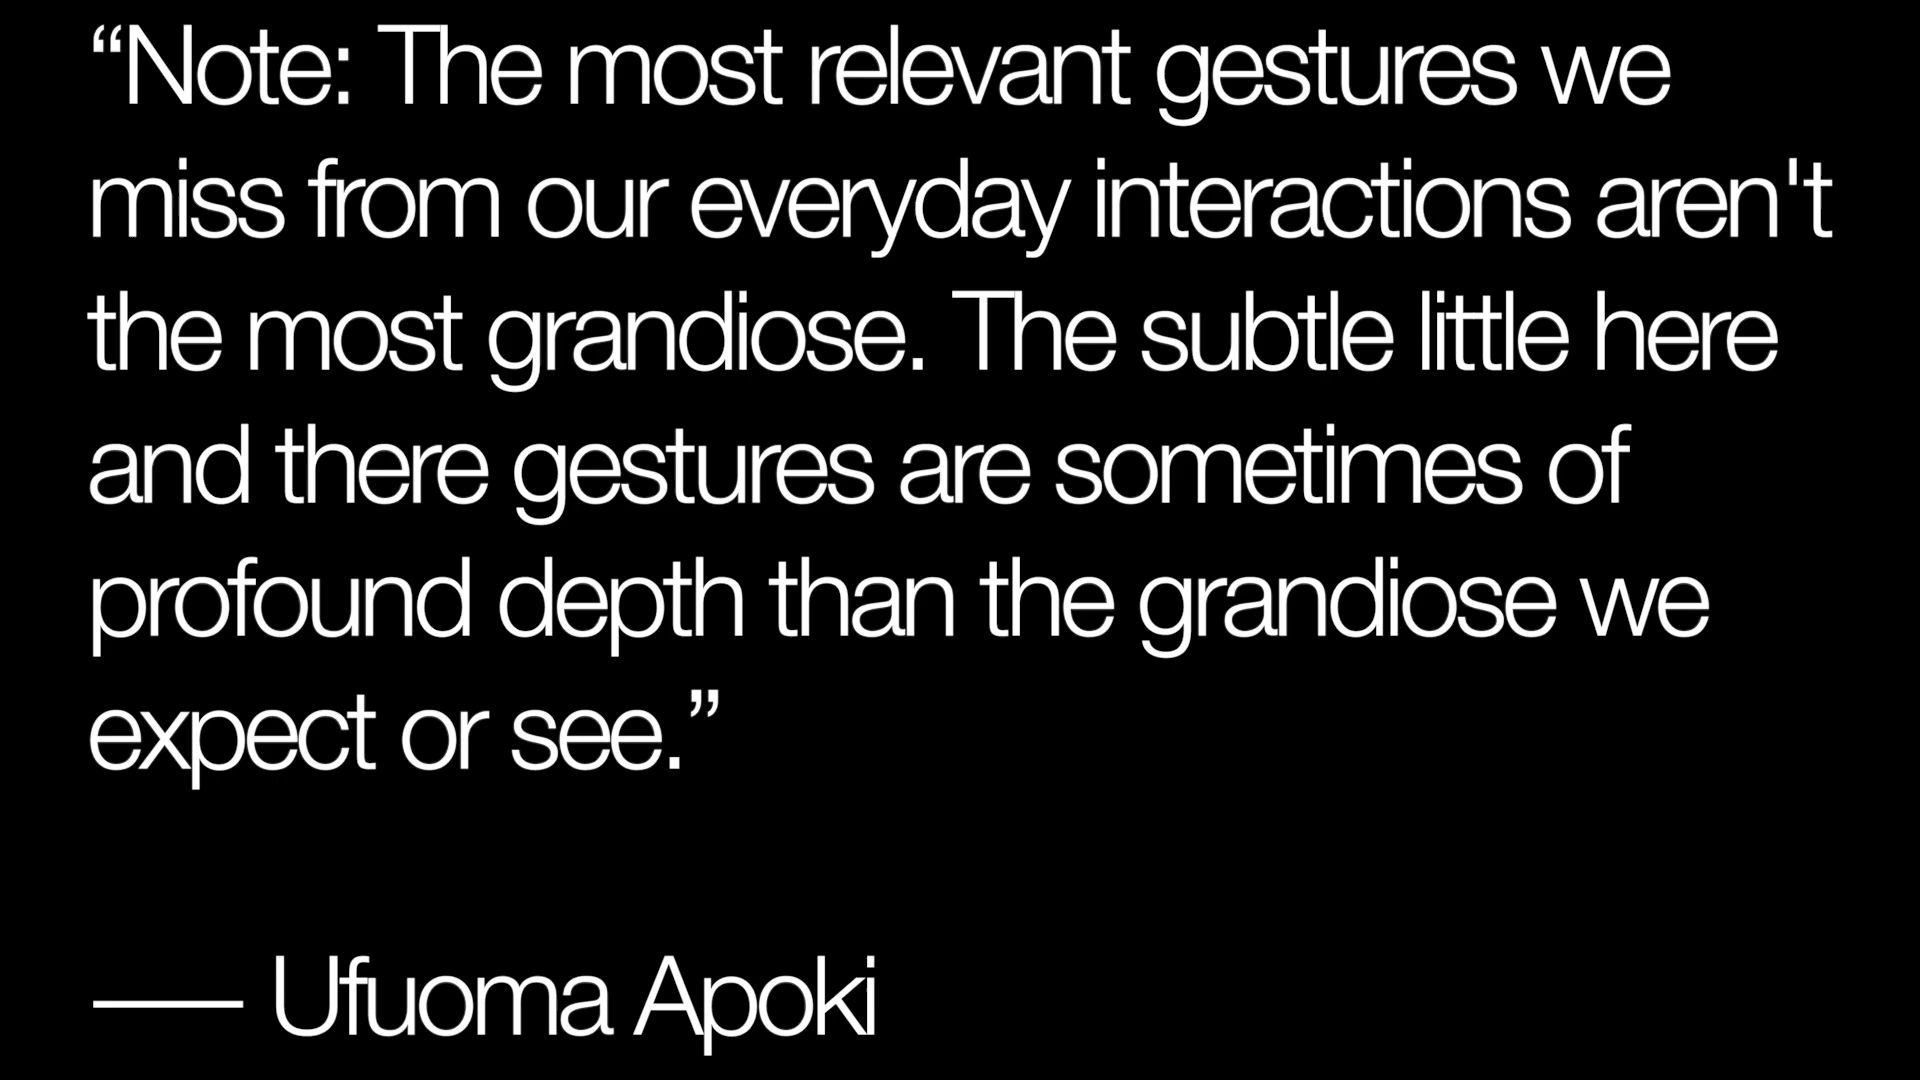 “Note: The most relevant gestures we
miss from our everyday interactions aren't
the most grandiose. The subtle little here
and there gestures are sometimes of
profound depth than the grandiose we
expect or see.”
— Ufuoma Apoki